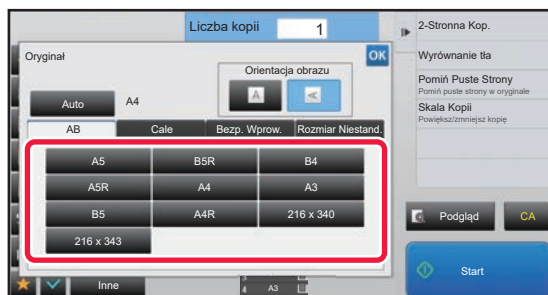 Liczba kopii 1
Oryginał
OK
Orientacja obrazu
A A
Auto A4
AB Cale Bezp. Wprow. Rozmiar Niestand.
A5 B5R B4
A5R A4 A3
B5 A4R 216 x 340
216 x 343
Inne
4 A3
2-Stronna Kop.
Wyrównanie tła
Pomiń Puste Strony
Pomiń puste strony w oryginale
Skala Kopii
Powiększ/zmniejsz kopię
Podgląd CA
Start